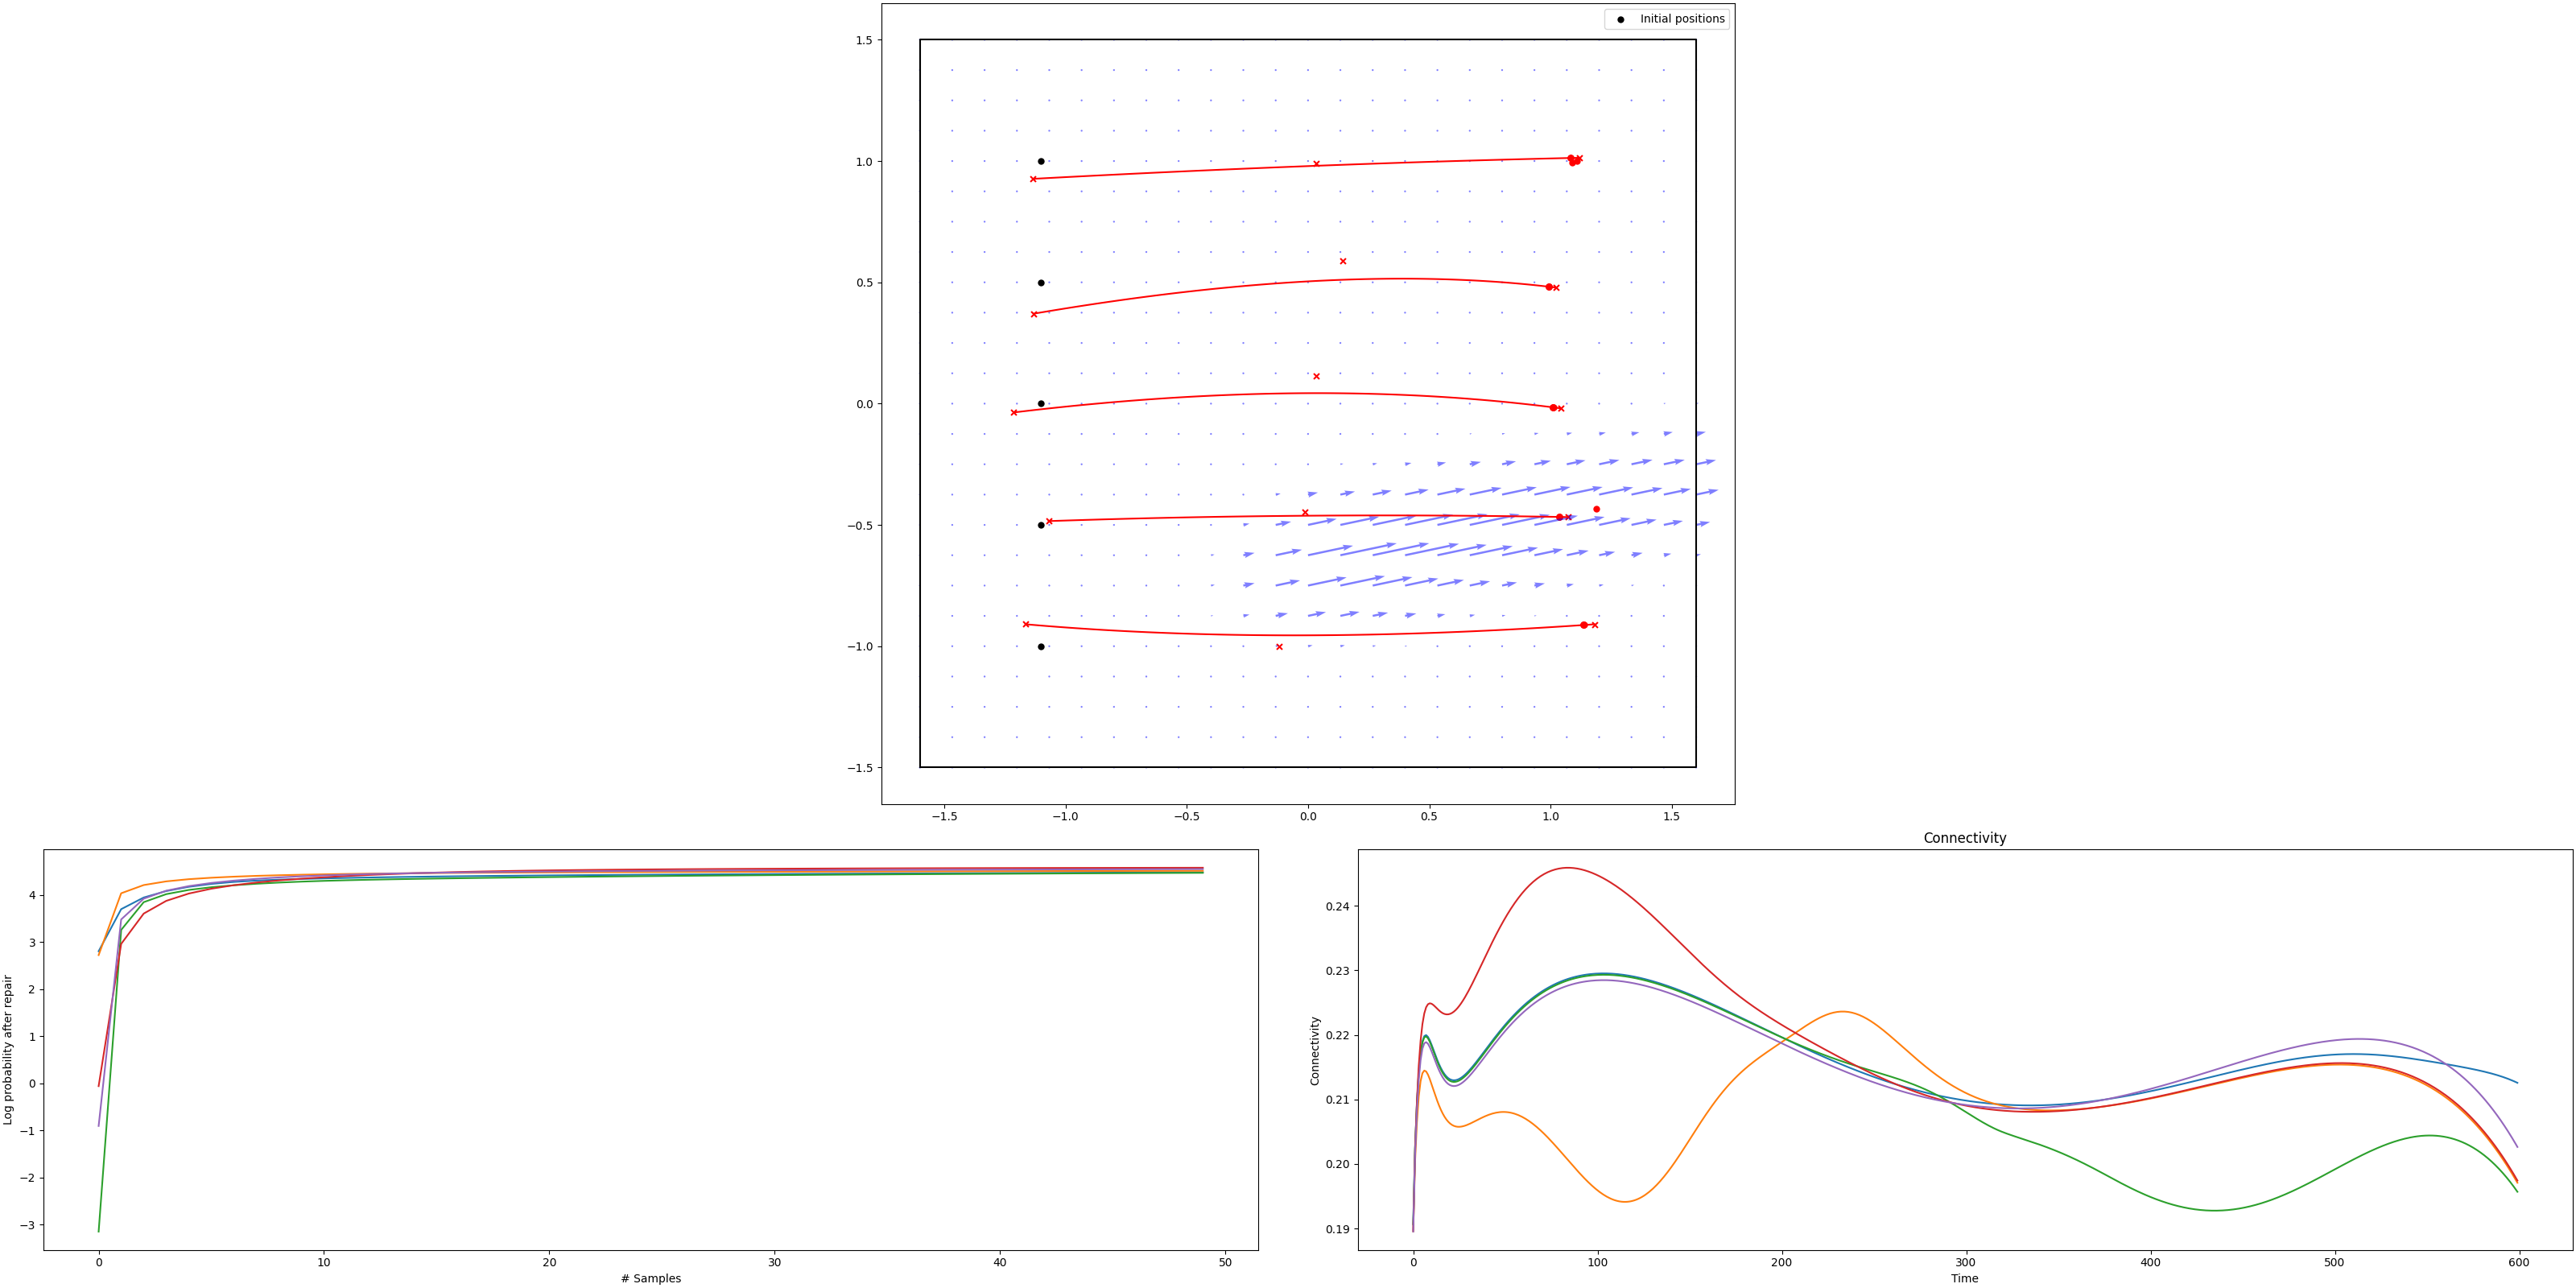 Initial positions
1.5
1.0
0.5
0.0
−0.5
−1.0
−1.5
−1.5 −1.0 −0.5 0.0 0.5 1.0 1.5
Log probability after repair
4
3
2
1
0
−1
−2
−3
0 10 20 30 40 50
# Samples
Connectivity
Connectivity
0.24
0.23
0.22
0.21
0.20
0.19
0 100 200 300 400 500 600
Time